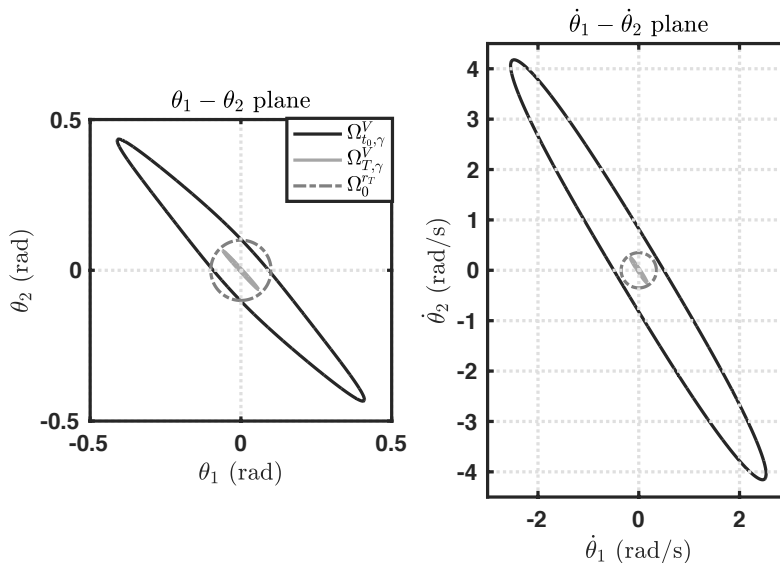 θ₁ − θ₂ plane
0.5
0
-0.5
θ₂ (rad)
-0.5 0 0.5
θ₁ (rad)
Ω^V_{t₀,γ}
Ω^V_{T,γ}
Ω^{r_T}_0
θ̇₁ − θ̇₂ plane
4
3
2
1
0
-1
-2
-3
-4
θ̇₂ (rad/s)
-2 0 2
θ̇₁ (rad/s)